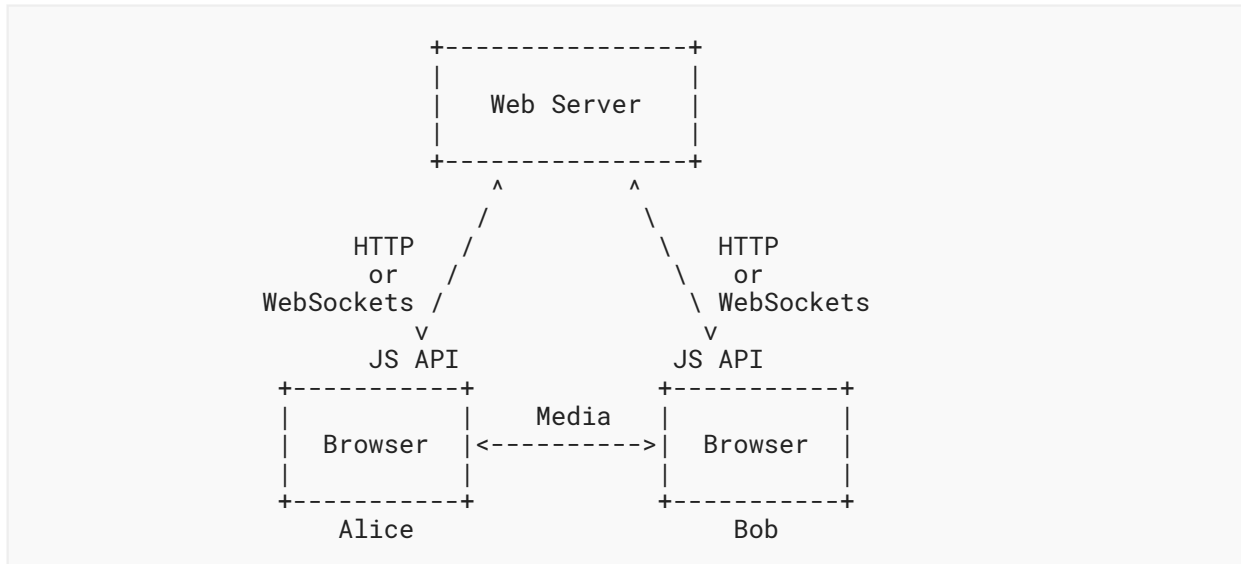 +----------------+
|                |
|   Web Server   |
|                |
+----------------+
    ^        ^
   /          \
HTTP  /            \  HTTP
or  /              \  or
WebSockets /                \ WebSockets
v                  v
JS API              JS API
+-----------+            +-----------+
|           |    Media   |           |
|  Browser  |<---------->|  Browser  |
|           |            |           |
+-----------+            +-----------+
Alice                     Bob